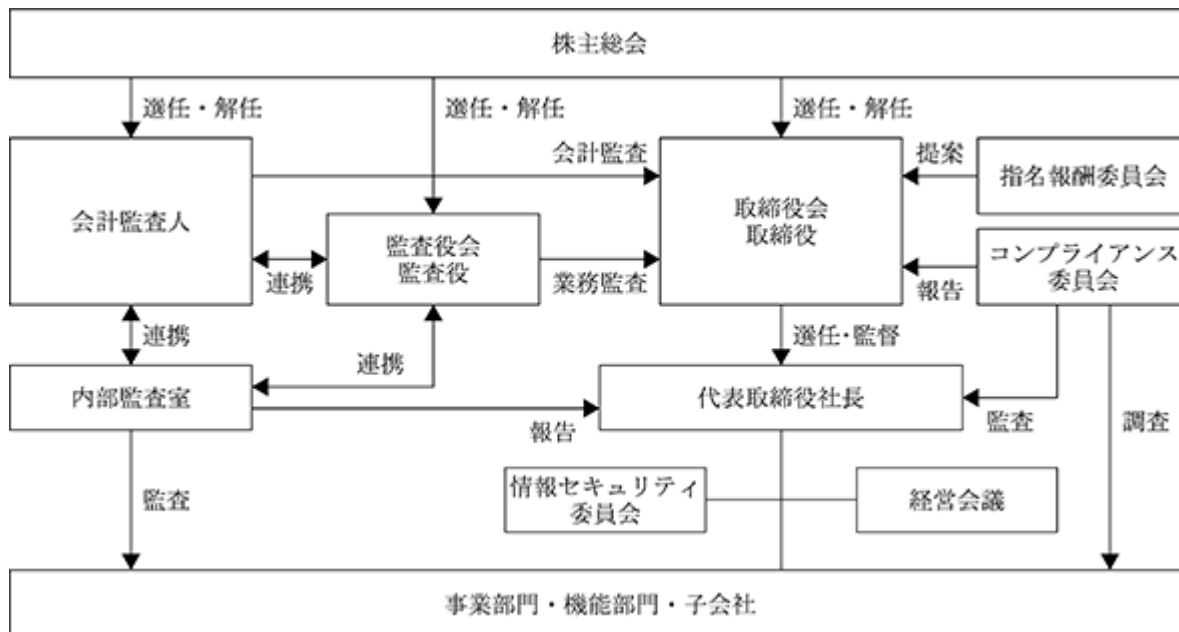 株主総会
選任・解任
選任・解任
選任・解任
会計監査人
会計監査
取締役会
取締役
提案
指名報酬委員会
監査役会
監査役
連携
業務監査
報告
コンプライアンス
委員会
連携
連携
選任・監督
内部監査室
報告
代表取締役社長
監査
調査
監査
情報セキュリティ
委員会
経営会議
事業部門・機能部門・子会社